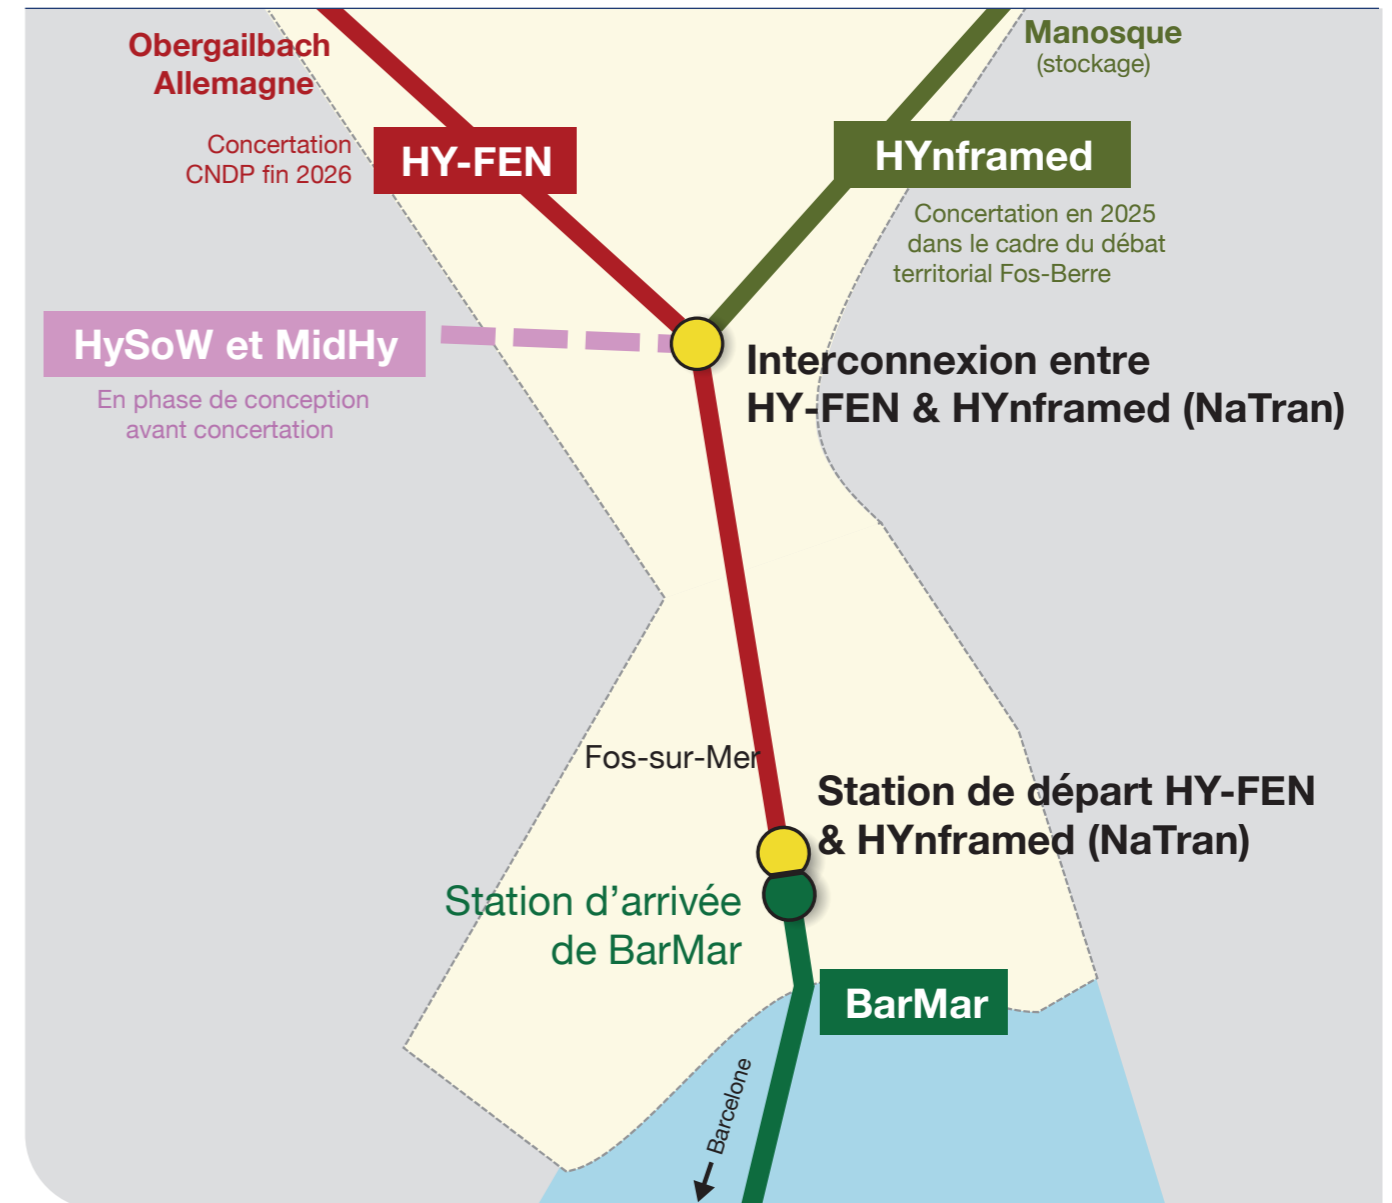 Obergailbach
Allemagne
Manosque
(stockage)
Concertation
CNDP fin 2026
HY-FEN
HYnframed
Concertation en 2025
dans le cadre du débat
territorial Fos-Berre
HySoW et MidHy
En phase de conception
avant concertation
Interconnexion entre
HY-FEN & HYnframed (NaTran)
Fos-sur-Mer
Station de départ HY-FEN
& HYnframed (NaTran)
Station d'arrivée
de BarMar
BarMar
Barcelone